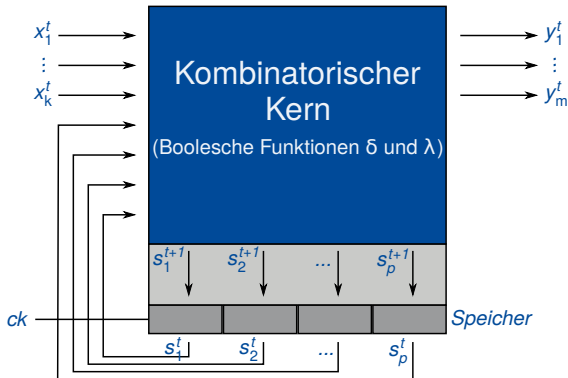 x₁ᵗ y₁ᵗ
⋮ ⋮
xₖᵗ yₘᵗ
Kombinatorischer
Kern
(Boolesche Funktionen δ und λ)
s₁ᵗ⁺¹ s₂ᵗ⁺¹ ... sₚᵗ⁺¹
ck Speicher
s₁ᵗ s₂ᵗ ... sₚᵗ